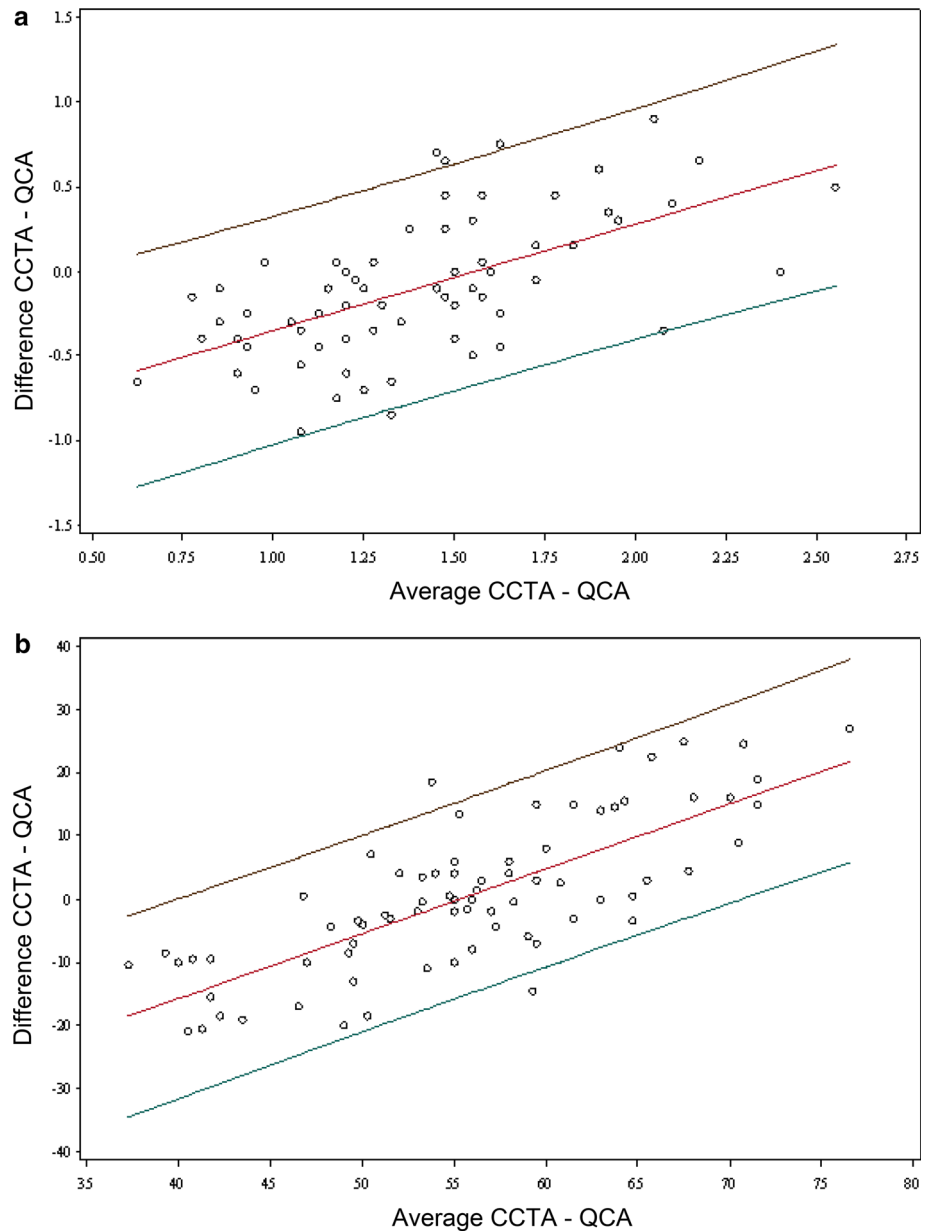 a
1.5
1.0
0.5
0.0
-0.5
-1.0
-1.5
Difference CCTA - QCA
0.50 0.75 1.00 1.25 1.50 1.75 2.00 2.25 2.50 2.75
Average CCTA - QCA
b
40
30
20
10
0
-10
-20
-30
-40
Difference CCTA - QCA
35 40 45 50 55 60 65 70 75 80
Average CCTA - QCA